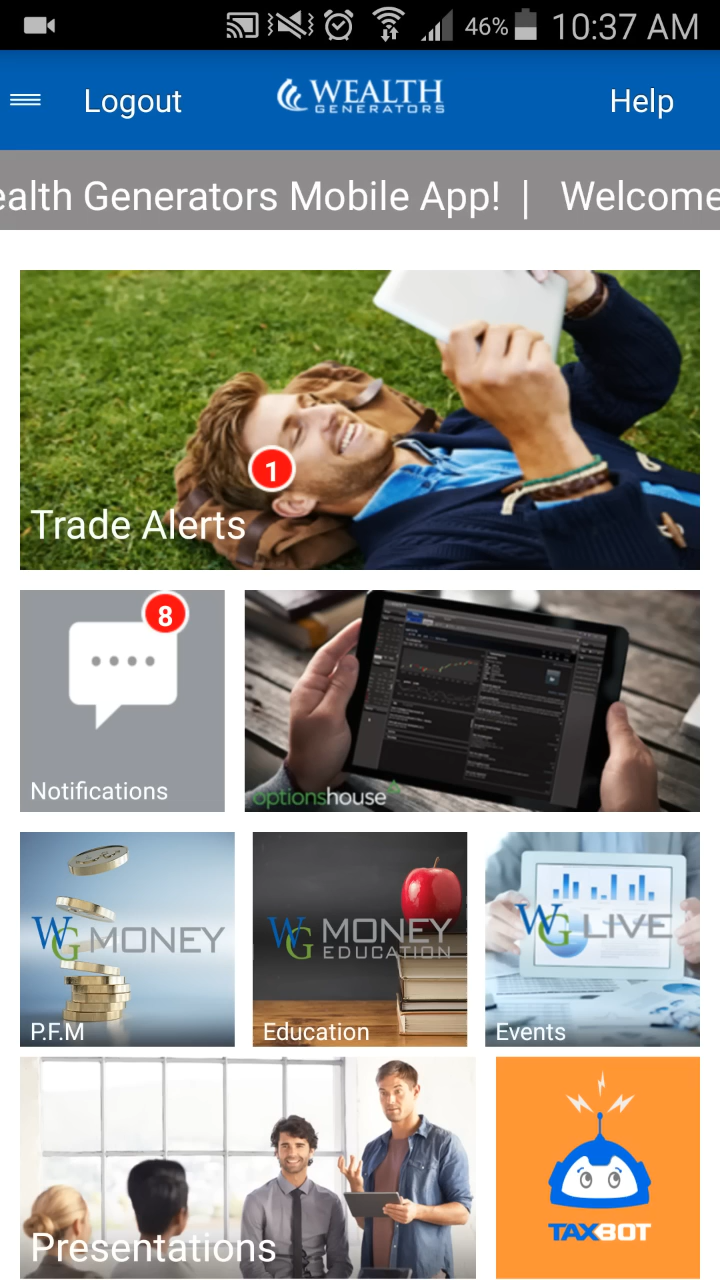 46% 10:37 AM
Logout WEALTH GENERATORS Help
ealth Generators Mobile App! | Welcome
1
Trade Alerts
8
Notifications
optionshouse
WG MONEY
P.F.M
WG MONEY EDUCATION
Education
WG LIVE
Events
Presentations
TAXBOT